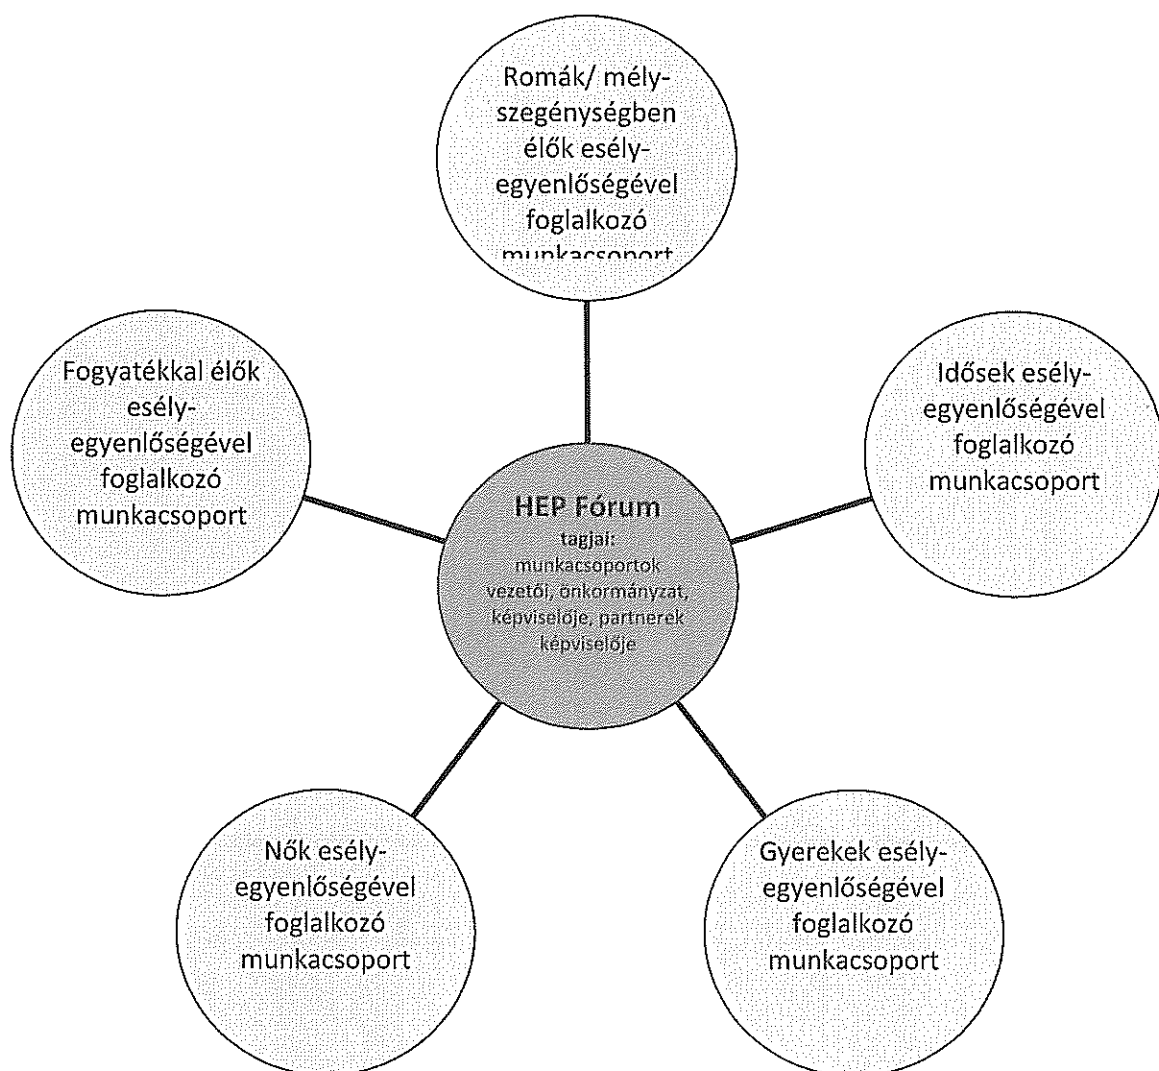 Romák/ mély-
szegénységben
élők esély-
egyenlőségével
foglalkozó
munkacsoport
Fogyatékkal élők
esély-
egyenlőségével
foglalkozó
munkacsoport
Idősek esély-
egyenlőségével
foglalkozó
munkacsoport
HEP Fórum
tagjai:
munkacsoportok
vezetői, önkormányzat,
képviselője, partnerek
képviselője
Nők esély-
egyenlőségével
foglalkozó
munkacsoport
Gyerekek esély-
egyenlőségével
foglalkozó
munkacsoport